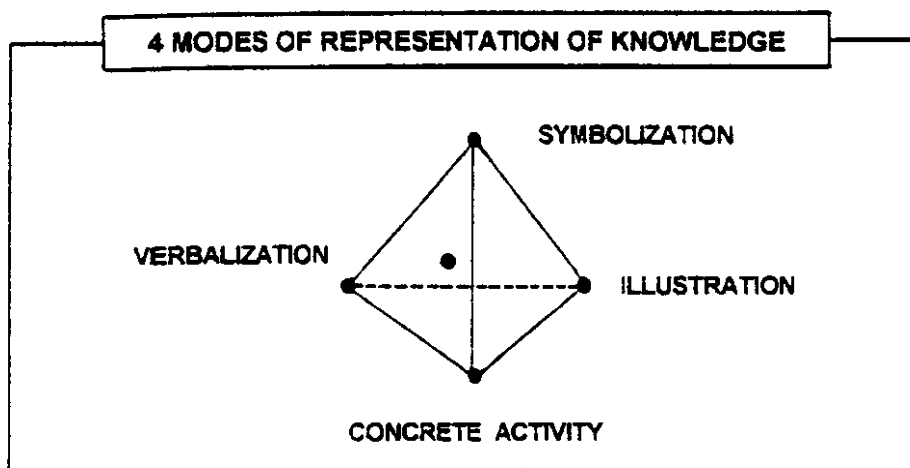 4 MODES OF REPRESENTATION OF KNOWLEDGE
SYMBOLIZATION
VERBALIZATION
ILLUSTRATION
CONCRETE ACTIVITY